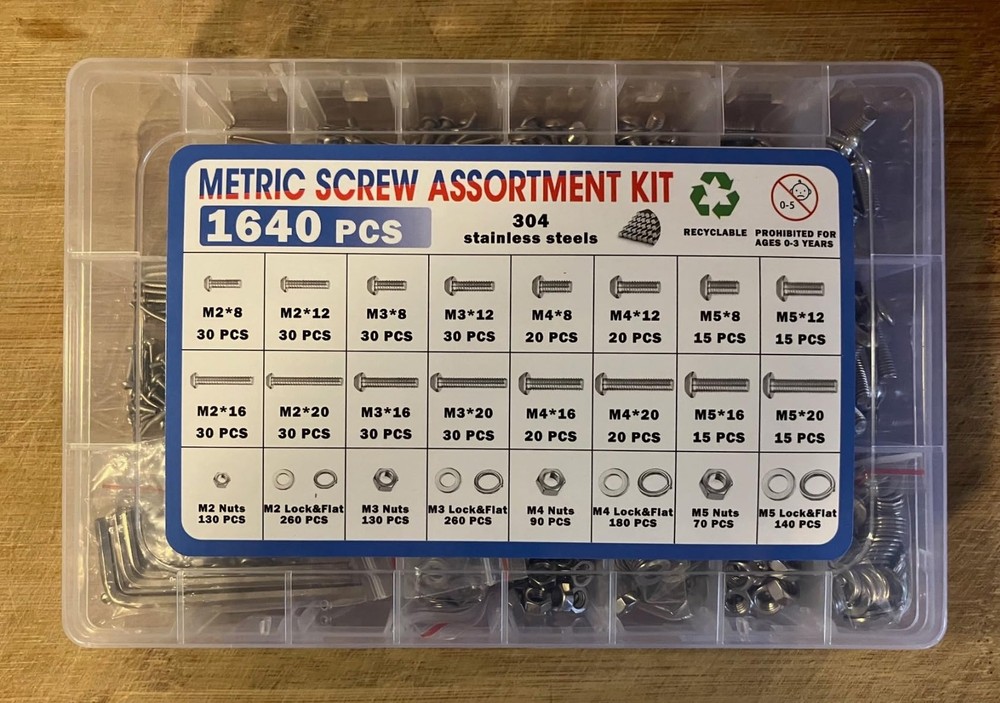 METRIC SCREW ASSORTMENT KIT
1640 PCS
304
stainless steels
RECYCLABLE
0-5
PROHIBITED FOR
AGES 0-3 YEARS
M2*8 M2*12 M3*8 M3*12 M4*8 M4*12 M5*8 M5*12
30 PCS 30 PCS 30 PCS 30 PCS 20 PCS 20 PCS 15 PCS 15 PCS
M2*16 M2*20 M3*16 M3*20 M4*16 M4*20 M5*16 M5*20
30 PCS 30 PCS 30 PCS 30 PCS 20 PCS 20 PCS 15 PCS 15 PCS
M2 Nuts M2 Lock&Flat M3 Nuts M3 Lock&Flat M4 Nuts M4 Lock&Flat M5 Nuts M5 Lock&Flat
130 PCS 260 PCS 130 PCS 260 PCS 90 PCS 180 PCS 70 PCS 140 PCS